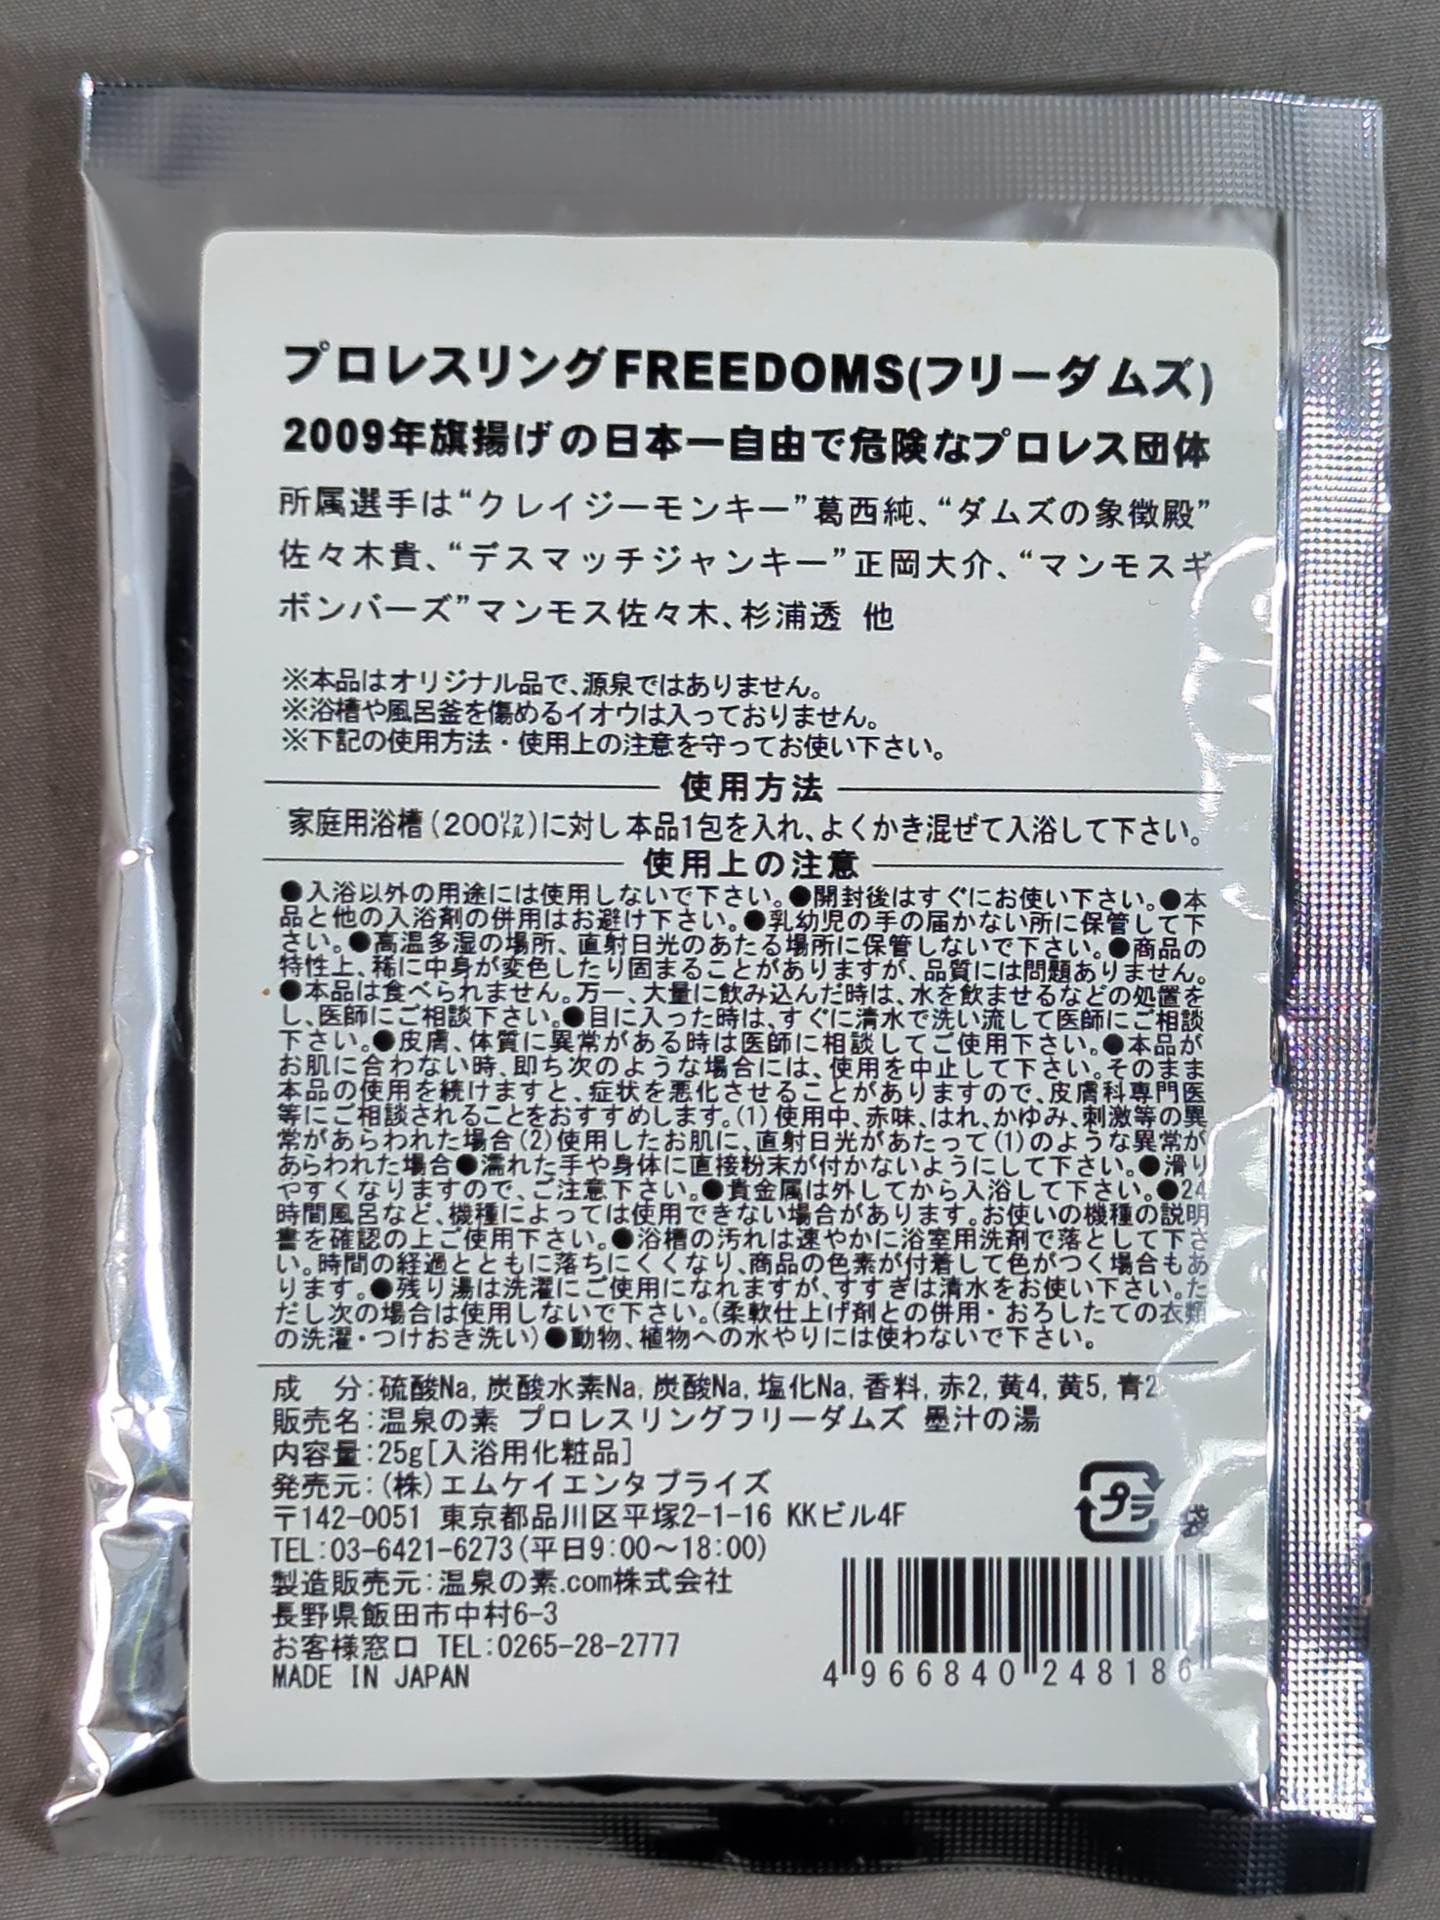 プロレスリングFREEDOMS(フリーダムズ)
2009年旗揚げの日本一自由で危険なプロレス団体
所属選手は“クレイジーモンキー”葛西純、“ダムズの象徴殿”
佐々木貴、“デスマッチジャンキー”正岡大介、“マンモスギ
ボンバーズ”マンモス佐々木、杉浦透 他
※本品はオリジナル品で、源泉ではありません。
※浴槽や風呂釜を傷めるイオウは入っておりません。
※下記の使用方法・使用上の注意を守ってお使い下さい。
使用方法
家庭用浴槽(200㍑)に対し本品1包を入れ、よくかき混ぜて入浴して下さい。
使用上の注意
●入浴以外の用途には使用しないで下さい。●開封後はすぐにお使い下さい。●本
品と他の入浴剤の併用はお避け下さい。●乳幼児の手の届かない所に保管して下
さい。●高温多湿の場所、直射日光のあたる場所に保管しないで下さい。●商品の
特性上、稀に中身が変色したり固まることがありますが、品質には問題ありません。
●本品は食べられません。万一、大量に飲み込んだ時は、水を飲ませるなどの処置を
し、医師にご相談下さい。●目に入った時は、すぐに清水で洗い流して医師にご相談
下さい。●皮膚、体質に異常がある時は医師に相談してご使用下さい。●本品が
お肌に合わない時、即ち次のような場合には、使用を中止して下さい。そのまま
本品の使用を続けますと、症状を悪化させることがありますので、皮膚科専門医
等にご相談されることをおすすめします。(1)使用中、赤味、はれ、かゆみ、刺激等の異
常があらわれた場合(2)使用したお肌に、直射日光があたって(1)のような異常が
あらわれた場合●濡れた手や身体に直接粉末が付かないようにして下さい。●滑り
やすくなりますので、ご注意下さい。●貴金属は外してから入浴して下さい。●24
時間風呂など、機種によっては使用できない場合があります。お使いの機種の説明
書を確認の上ご使用下さい。●浴槽の汚れは速やかに浴室用洗剤で落として下さ
い。時間の経過とともに落ちにくくなり、商品の色素が付着して色がつく場合もあ
ります。●残り湯は洗濯にご使用になれますが、すすぎは清水をお使い下さい。た
だし次の場合は使用しないで下さい。(柔軟仕上げ剤との併用・おろしたての衣類
の洗濯・つけおき洗い)●動物、植物への水やりには使わないで下さい。
成　分:硫酸Na, 炭酸水素Na, 炭酸Na, 塩化Na, 香料, 赤2, 黄4, 黄5, 青2
販売名:温泉の素 プロレスリングフリーダムズ 墨汁の湯
内容量:25g[入浴用化粧品]
発売元:(株)エムケイエンタプライズ
〒142-0051 東京都品川区平塚2-1-16 KKビル4F
TEL:03-6421-6273(平日9:00～18:00)
製造販売元:温泉の素.com株式会社
長野県飯田市中村6-3
お客様窓口 TEL:0265-28-2777
MADE IN JAPAN
プラ 袋
4 966840 248186